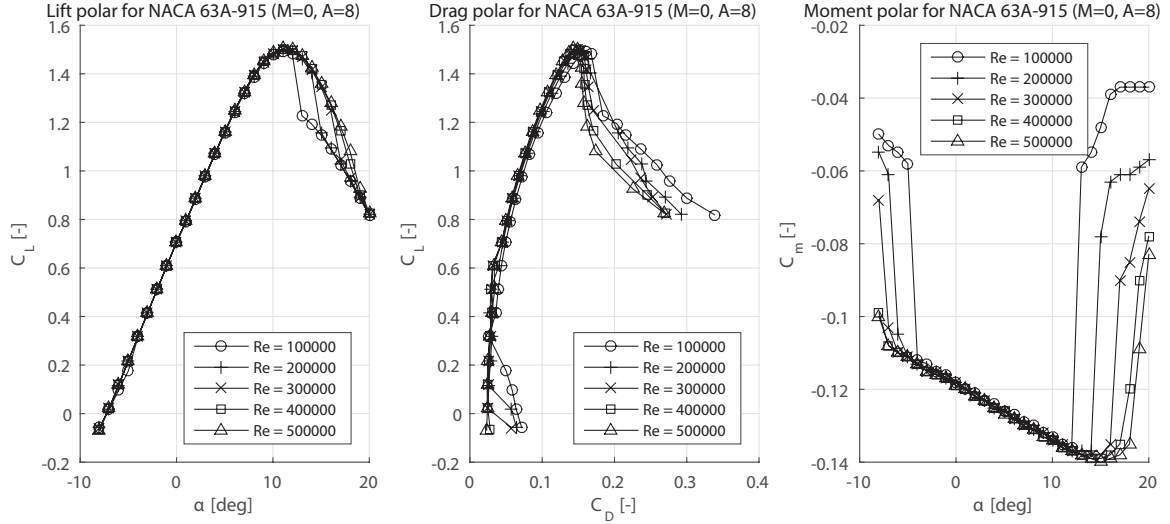 Lift polar for NACA 63A-915 (M=0, A=8)
1.6
1.4
1.2
1
0.8
0.6
0.4
0.2
0
-0.2
C_L [-]
Re = 100000
Re = 200000
Re = 300000
Re = 400000
Re = 500000
-10 0 10 20
α [deg]
Drag polar for NACA 63A-915 (M=0, A=8)
1.6
1.4
1.2
1
0.8
0.6
0.4
0.2
0
-0.2
C_L [-]
Re = 100000
Re = 200000
Re = 300000
Re = 400000
Re = 500000
0 0.1 0.2 0.3 0.4
C_D [-]
Moment polar for NACA 63A-915 (M=0, A=8)
-0.02
-0.04
-0.06
-0.08
-0.1
-0.12
-0.14
C_m [-]
Re = 100000
Re = 200000
Re = 300000
Re = 400000
Re = 500000
-10 0 10 20
α [deg]